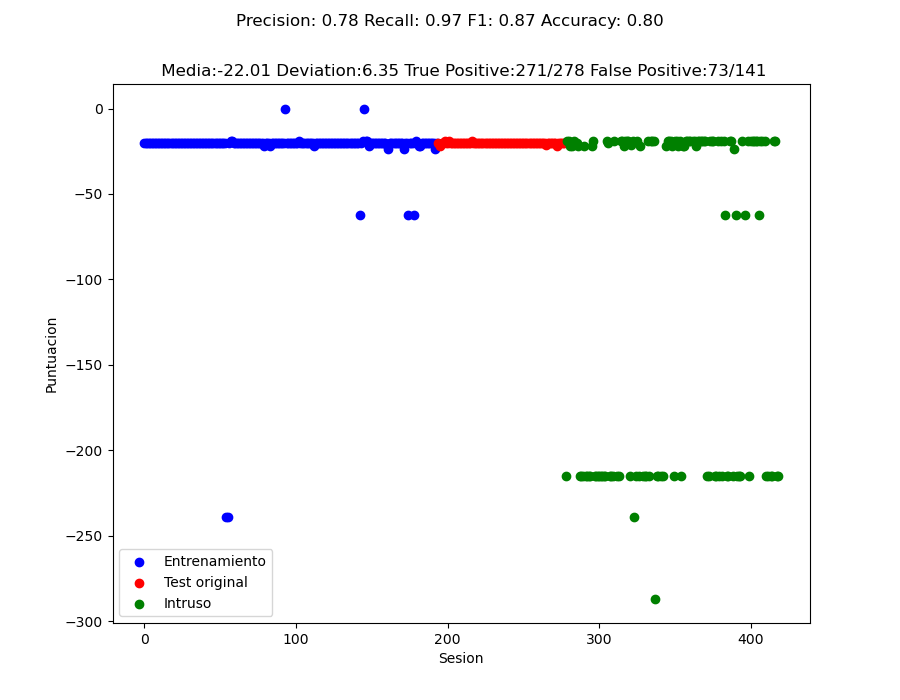 Precision: 0.78 Recall: 0.97 F1: 0.87 Accuracy: 0.80
Media:-22.01 Deviation:6.35 True Positive:271/278 False Positive:73/141
0
−50
−100
−150
−200
−250
−300
Puntuacion
Entrenamiento
Test original
Intruso
0 100 200 300 400
Sesion